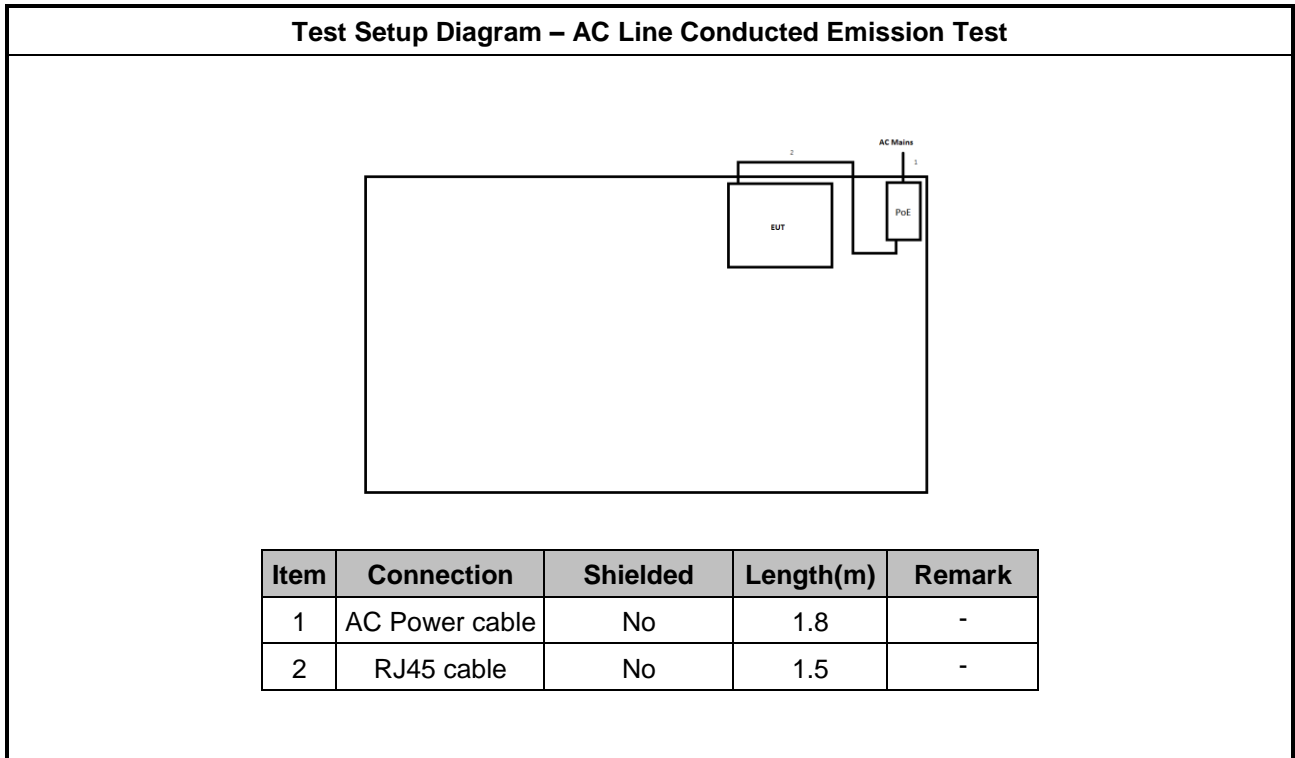 Test Setup Diagram – AC Line Conducted Emission Test
AC Mains
2
1
PoE
EUT
Item Connection Shielded Length(m) Remark
1 AC Power cable No 1.8 -
2 RJ45 cable No 1.5 -